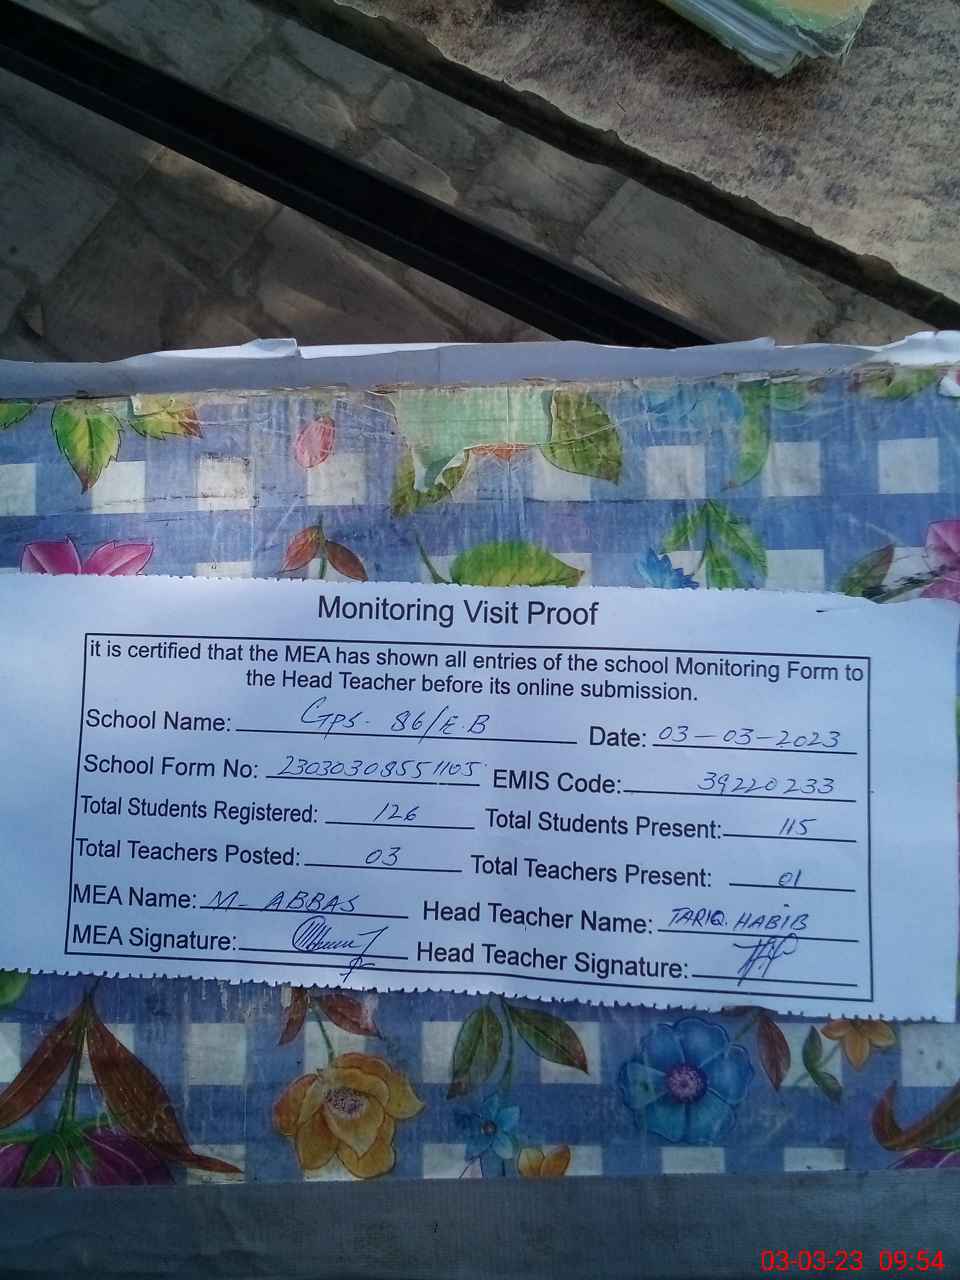 Monitoring Visit Proof
it is certified that the MEA has shown all entries of the school Monitoring Form to
the Head Teacher before its online submission.
School Name: GPS. 86/E.B Date: 03-03-2023
School Form No: 23030308551105 EMIS Code: 39220233
Total Students Registered: 126 Total Students Present: 115
Total Teachers Posted: 03 Total Teachers Present: 01
MEA Name: M- ABBAS Head Teacher Name: TARIQ. HABIB
MEA Signature: Head Teacher Signature:
03-03-23 09:54